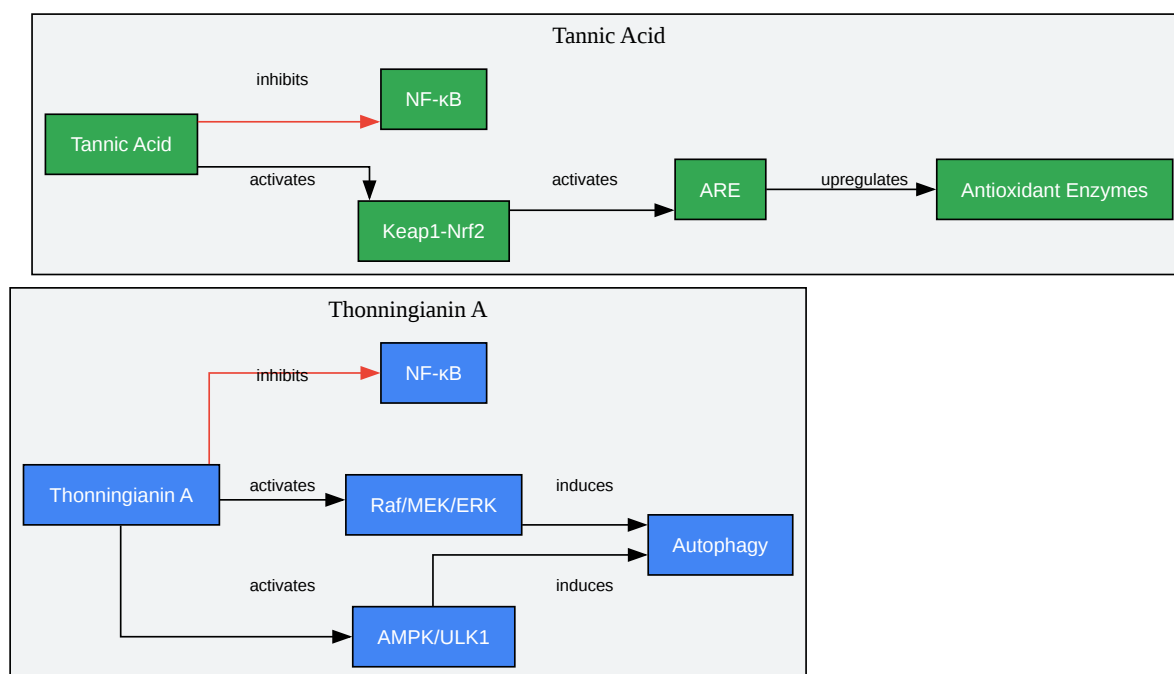 Tannic Acid
inhibits
NF-κB
Tannic Acid
activates
Keap1-Nrf2
activates
ARE
upregulates
Antioxidant Enzymes
Thonningianin A
inhibits
NF-κB
Thonningianin A
activates
Raf/MEK/ERK
induces
Autophagy
activates
AMPK/ULK1
induces